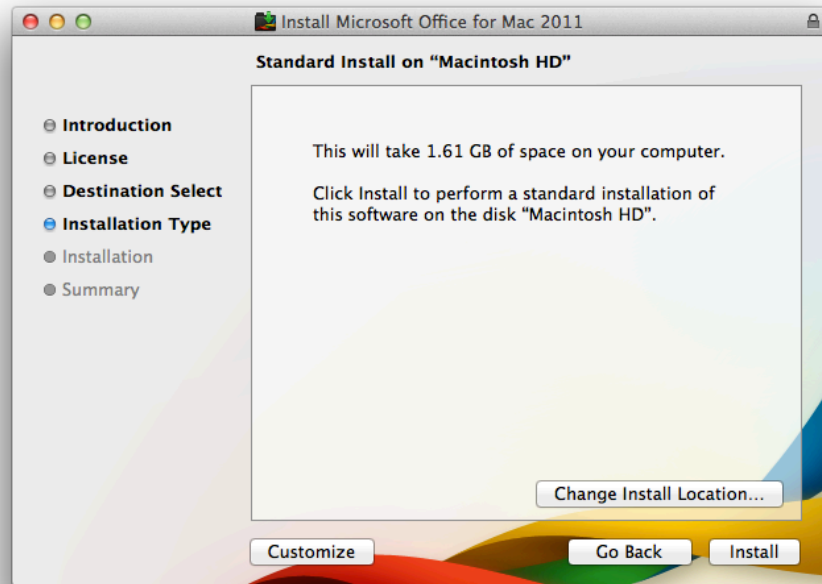 Install Microsoft Office for Mac 2011
Standard Install on “Macintosh HD”
Introduction
License
Destination Select
Installation Type
Installation
Summary
This will take 1.61 GB of space on your computer.
Click Install to perform a standard installation of
this software on the disk “Macintosh HD”.
Change Install Location...
Customize
Go Back
Install